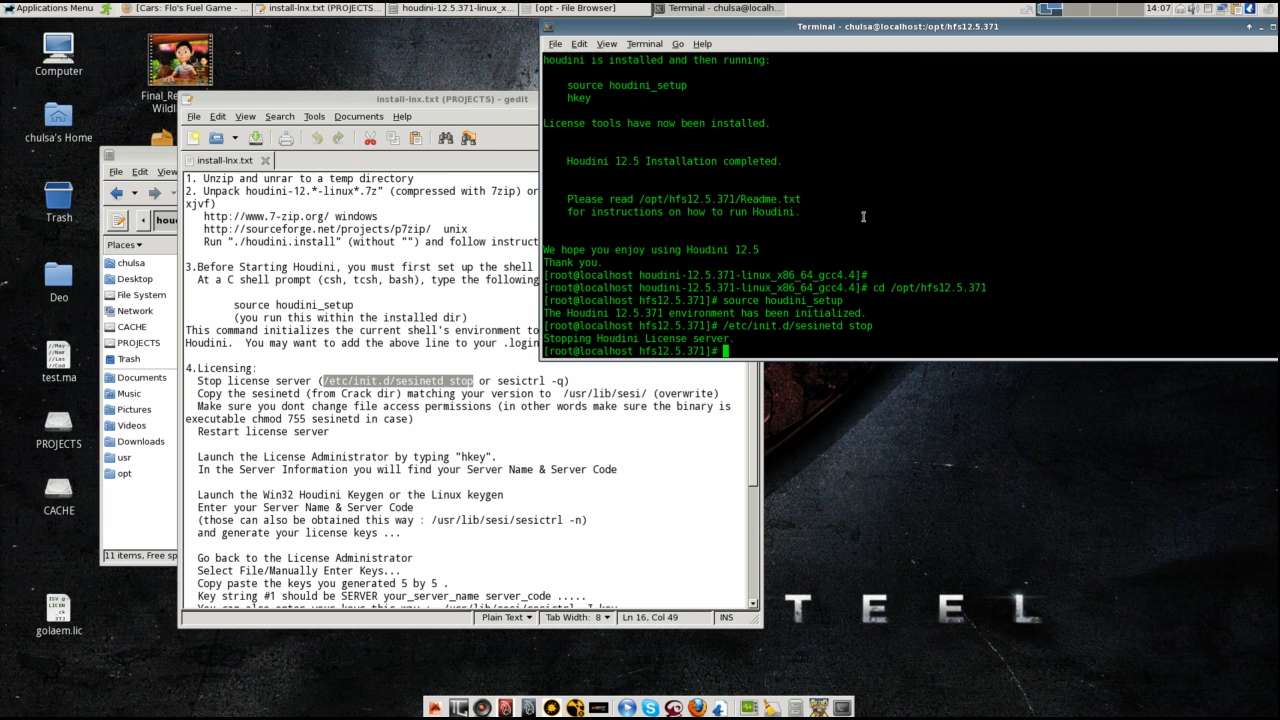 Applications Menu
[Cars: Flo's Fuel Game - ...
install-lnx.txt (PROJECTS...
houdini-12.5.371-linux_x...
[opt - File Browser]
Terminal - chulsa@localh...
14:07
Computer
chulsa's Home
Trash
Deo
test.ma
PROJECTS
CACHE
golaem.lic
Final_Re
Wildl
File Edit View
houd
Places
chulsa
Desktop
File System
Network
CACHE
PROJECTS
Trash
Documents
Music
Pictures
Videos
Downloads
usr
opt
11 items, Free sp
install-lnx.txt (PROJECTS) - gedit
File Edit View Search Tools Documents Help
install-lnx.txt
1. Unzip and unrar to a temp directory
2. Unpack houdini-12.*-linux*.7z" (compressed with 7zip) or
xjvf)
http://www.7-zip.org/ windows
http://sourceforge.net/projects/p7zip/ unix
Run "./houdini.install" (without "") and follow instruct
3.Before Starting Houdini, you must first set up the shell
At a C shell prompt (csh, tcsh, bash), type the following
source houdini_setup
(you run this within the installed dir)
This command initializes the current shell's environment to
Houdini. You may want to add the above line to your .login
4.Licensing:
Stop license server (/etc/init.d/sesinetd stop or sesictrl -q)
Copy the sesinetd (from Crack dir) matching your version to /usr/lib/sesi/ (overwrite)
Make sure you dont change file access permissions (in other words make sure the binary is
executable chmod 755 sesinetd in case)
Restart license server
Launch the License Administrator by typing "hkey".
In the Server Information you will find your Server Name & Server Code
Launch the Win32 Houdini Keygen or the Linux keygen
Enter your Server Name & Server Code
(those can also be obtained this way : /usr/lib/sesi/sesictrl -n)
and generate your license keys ...
Go back to the License Administrator
Select File/Manually Enter Keys...
Copy paste the keys you generated 5 by 5 .
Key string #1 should be SERVER your_server_name server_code .....
Plain Text Tab Width: 8 Ln 16, Col 49 INS
Terminal - chulsa@localhost:/opt/hfs12.5.371
File Edit View Terminal Go Help
houdini is installed and then running:
source houdini_setup
hkey
License tools have now been installed.
Houdini 12.5 Installation completed.
Please read /opt/hfs12.5.371/Readme.txt
for instructions on how to run Houdini.
We hope you enjoy using Houdini 12.5
Thank you.
[root@localhost houdini-12.5.371-linux_x86_64_gcc4.4]#
[root@localhost houdini-12.5.371-linux_x86_64_gcc4.4]# cd /opt/hfs12.5.371
[root@localhost hfs12.5.371]# source houdini_setup
The Houdini 12.5.371 environment has been initialized.
[root@localhost hfs12.5.371]# /etc/init.d/sesinetd stop
Stopping Houdini License server.
[root@localhost hfs12.5.371]#
TEEL